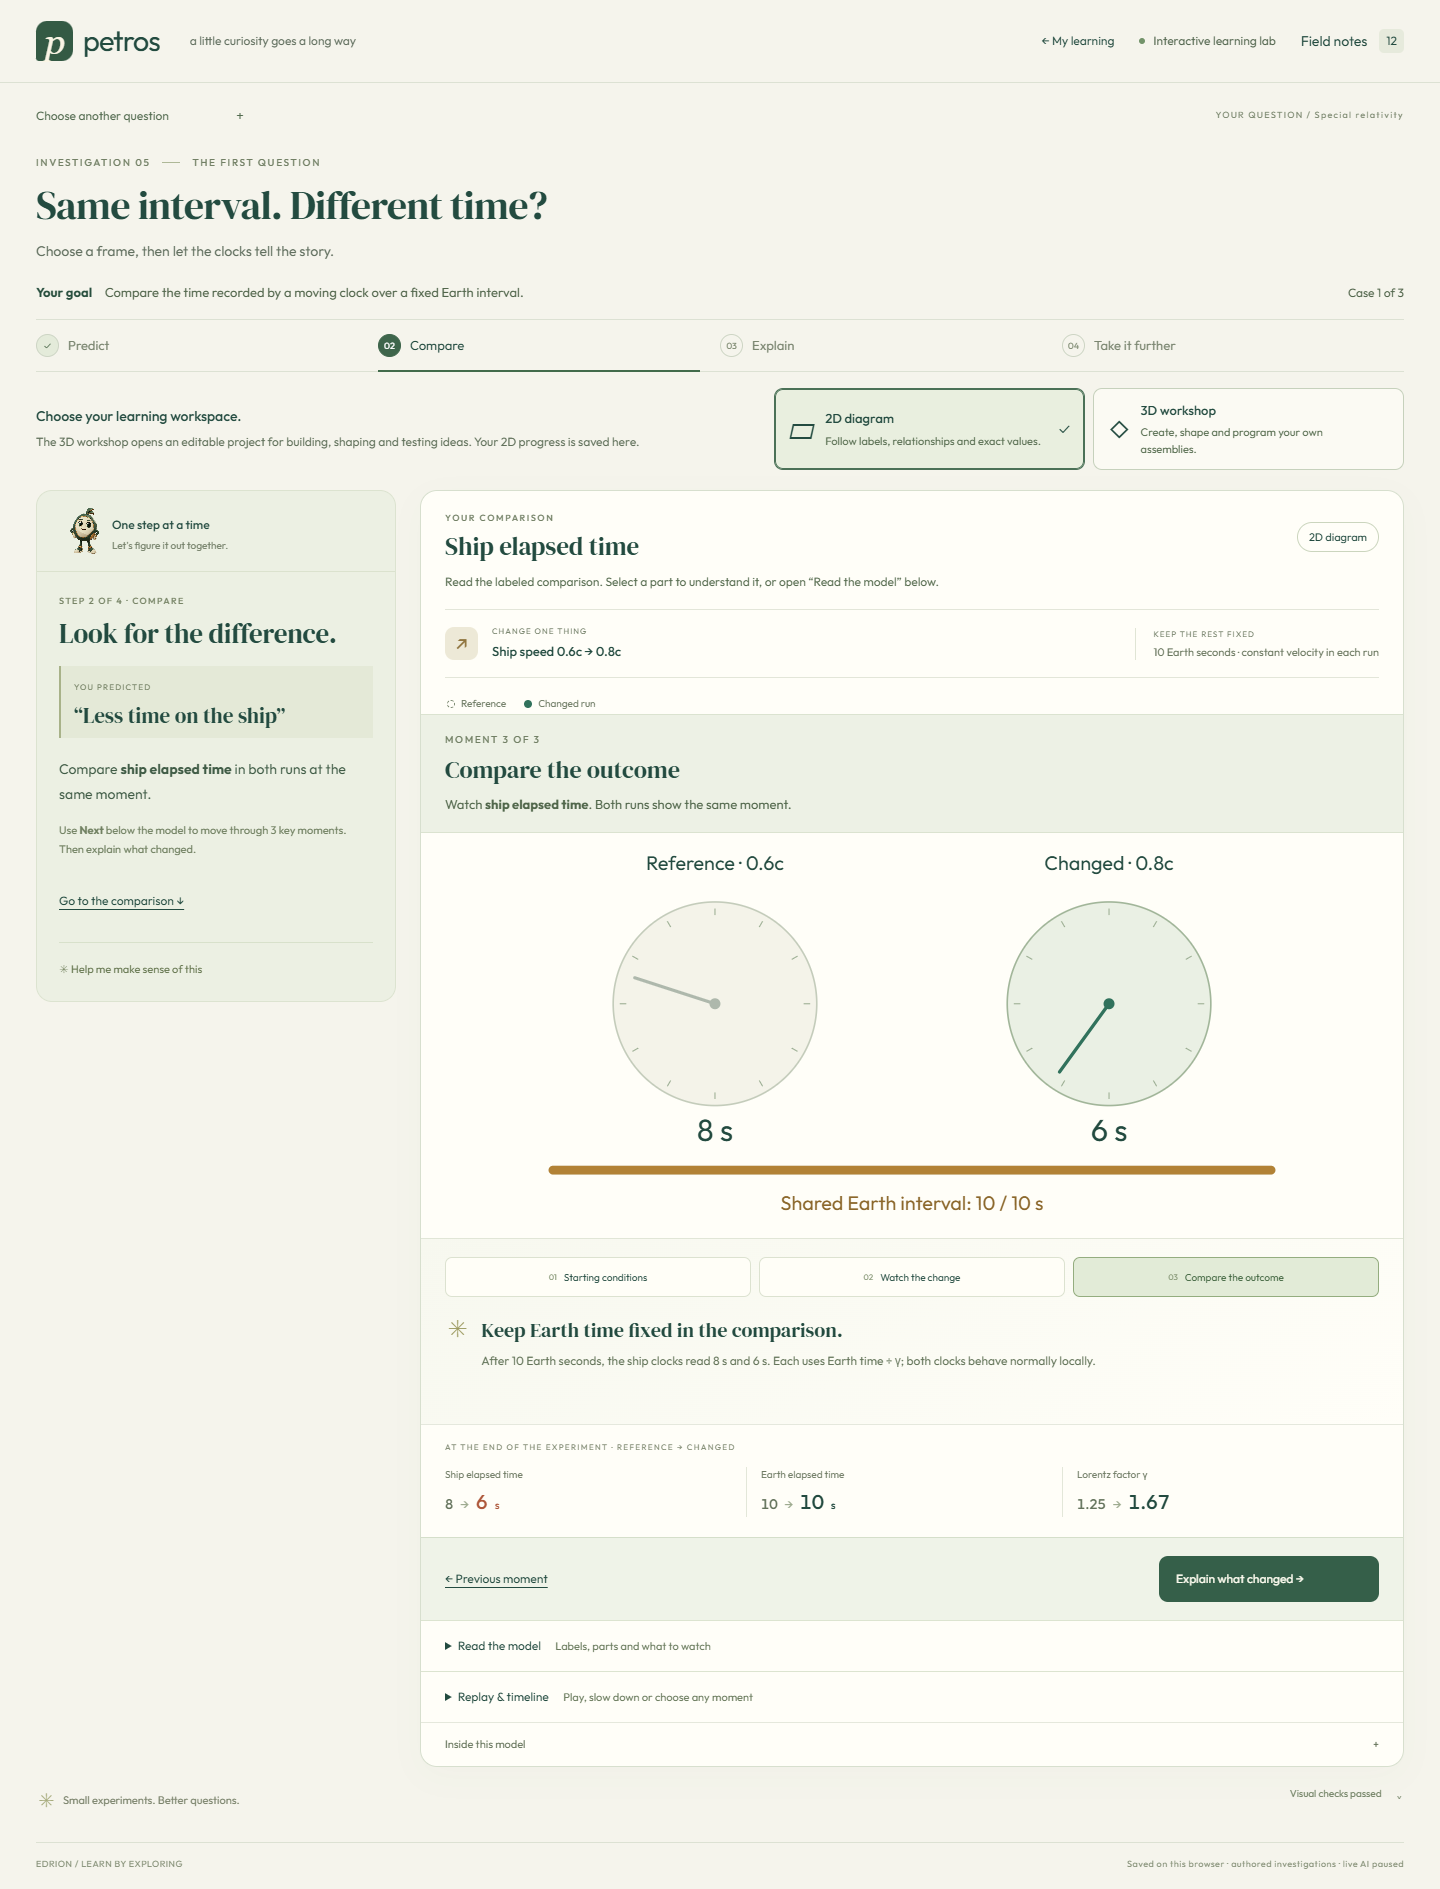 p petros
a little curiosity goes a long way
← My learning
Interactive learning lab
Field notes 12
Choose another question +
YOUR QUESTION / Special relativity
INVESTIGATION 05 — THE FIRST QUESTION
Same interval. Different time?
Choose a frame, then let the clocks tell the story.
Your goal Compare the time recorded by a moving clock over a fixed Earth interval.
Case 1 of 3
✓ Predict
02 Compare
03 Explain
04 Take it further
Choose your learning workspace.
The 3D workshop opens an editable project for building, shaping and testing ideas. Your 2D progress is saved here.
2D diagram
Follow labels, relationships and exact values.
✓
3D workshop
Create, shape and program your own
assemblies.
One step at a time
Let's figure it out together.
STEP 2 OF 4 · COMPARE
Look for the difference.
YOU PREDICTED
“Less time on the ship”
Compare ship elapsed time in both runs at the
same moment.
Use Next below the model to move through 3 key moments.
Then explain what changed.
Go to the comparison ↓
✳ Help me make sense of this
YOUR COMPARISON
Ship elapsed time
2D diagram
Read the labeled comparison. Select a part to understand it, or open “Read the model” below.
↗
CHANGE ONE THING
Ship speed 0.6c → 0.8c
KEEP THE REST FIXED
10 Earth seconds · constant velocity in each run
Reference
Changed run
MOMENT 3 OF 3
Compare the outcome
Watch ship elapsed time. Both runs show the same moment.
Reference · 0.6c
Changed · 0.8c
8 s
6 s
Shared Earth interval: 10 / 10 s
01 Starting conditions
02 Watch the change
03 Compare the outcome
Keep Earth time fixed in the comparison.
After 10 Earth seconds, the ship clocks read 8 s and 6 s. Each uses Earth time ÷ γ; both clocks behave normally locally.
AT THE END OF THE EXPERIMENT · REFERENCE → CHANGED
Ship elapsed time
8 → 6 s
Earth elapsed time
10 → 10 s
Lorentz factor γ
1.25 → 1.67
← Previous moment
Explain what changed →
▶ Read the model Labels, parts and what to watch
▶ Replay & timeline Play, slow down or choose any moment
Inside this model +
Small experiments. Better questions.
Visual checks passed
EDRION / LEARN BY EXPLORING
Saved on this browser · authored investigations · live AI paused